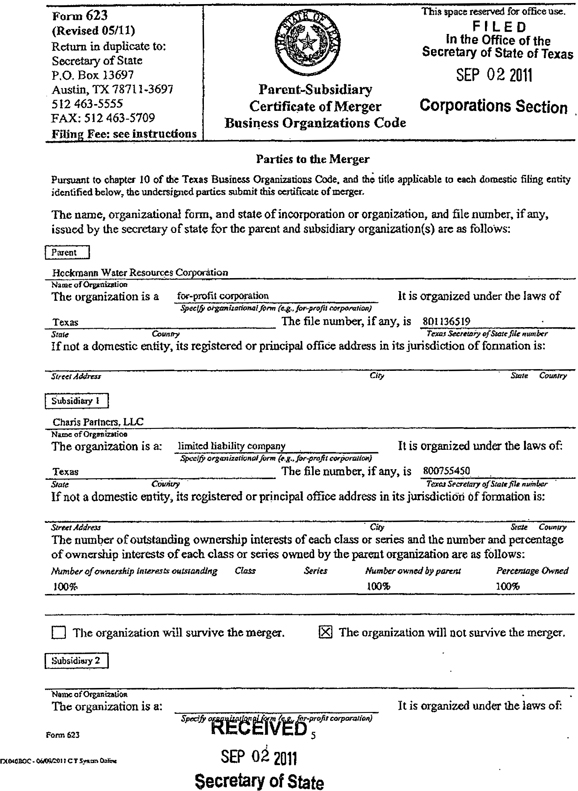 Form 623
(Revised 05/11)
Return in duplicate to:
Secretary of State
P.O. Box 13697
Austin, TX 78711-3697
512 463-5555
FAX: 512 463-5709
Filing Fee: see instructions
THE STATE OF TEXAS
Parent-Subsidiary
Certificate of Merger
Business Organizations Code
This space reserved for office use.
FILED
In the Office of the
Secretary of State of Texas
SEP 02 2011
Corporations Section
Parties to the Merger
Pursuant to chapter 10 of the Texas Business Organizations Code, and the title applicable to each domestic filing entity
identified below, the undersigned parties submit this certificate of merger.
The name, organizational form, and state of incorporation or organization, and file number, if any,
issued by the secretary of state for the parent and subsidiary organization(s) are as follows:
Parent
Heckmann Water Resources Corporation
Name of Organization
The organization is a for-profit corporation It is organized under the laws of
Specify organizational form (e.g., for-profit corporation)
Texas The file number, if any, is 801136519
State Country Texas Secretary of State file number
If not a domestic entity, its registered or principal office address in its jurisdiction of formation is:
Street Address City State Country
Subsidiary 1
Charis Partners, LLC
Name of Organization
The organization is a: limited liability company It is organized under the laws of:
Specify organizational form (e.g., for-profit corporation)
Texas The file number, if any, is 800755450
State Country Texas Secretary of State file number
If not a domestic entity, its registered or principal office address in its jurisdiction of formation is:
Street Address City State Country
The number of outstanding ownership interests of each class or series and the number and percentage
of ownership interests of each class or series owned by the parent organization are as follows:
Number of ownership interests outstanding Class Series Number owned by parent Percentage Owned
100% 100% 100%
The organization will survive the merger. ☒ The organization will not survive the merger.
Subsidiary 2
Name of Organization
The organization is a: It is organized under the laws of:
Specify organizational form (e.g., for-profit corporation)
Form 623 RECEIVED 5
TX040BOC - 06/06/2011 C T System Online
SEP 02 2011
Secretary of State